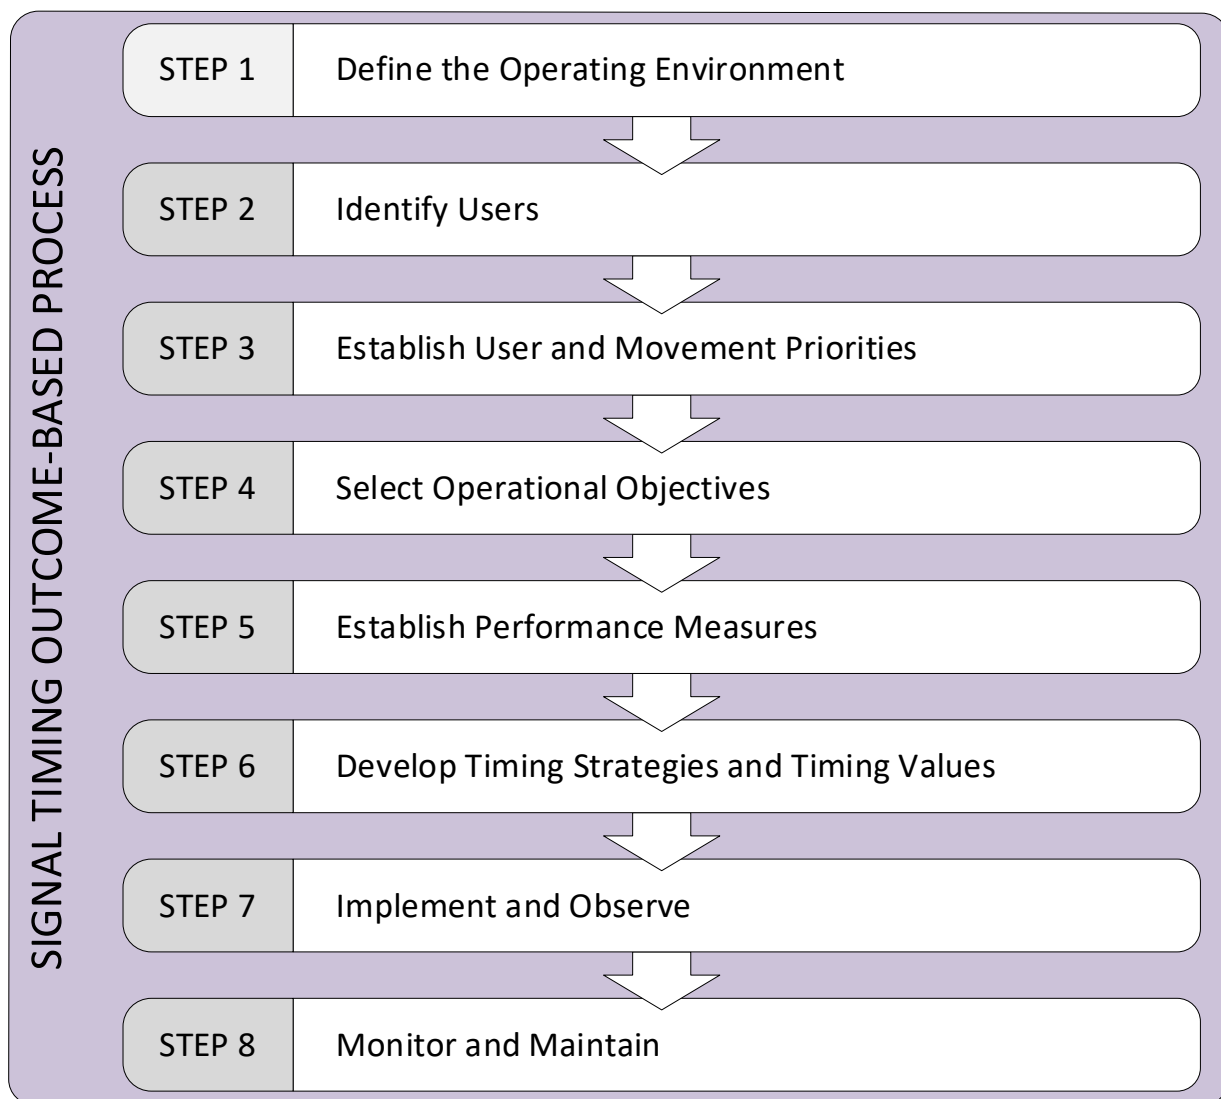 SIGNAL TIMING OUTCOME-BASED PROCESS
STEP 1 Define the Operating Environment
STEP 2 Identify Users
STEP 3 Establish User and Movement Priorities
STEP 4 Select Operational Objectives
STEP 5 Establish Performance Measures
STEP 6 Develop Timing Strategies and Timing Values
STEP 7 Implement and Observe
STEP 8 Monitor and Maintain